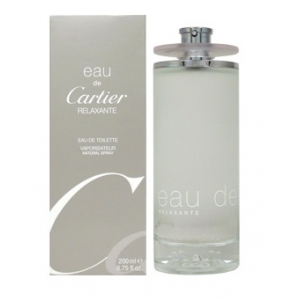 eau
de
Cartier
RELAXANTE
EAU DE TOILETTE
VAPORISATEUR
NATURAL SPRAY
200 ml
6.75 fl.oz.
eau de
RELAXANTE